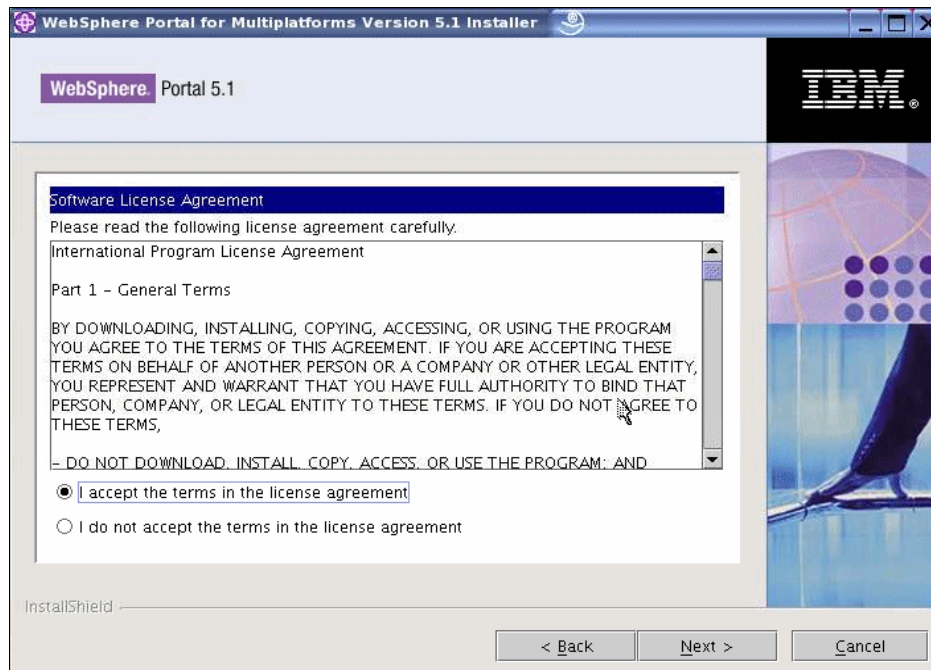 WebSphere Portal for Multiplatforms Version 5.1 Installer
WebSphere. Portal 5.1
IBM®
Software License Agreement
Please read the following license agreement carefully.
International Program License Agreement
Part 1 – General Terms
BY DOWNLOADING, INSTALLING, COPYING, ACCESSING, OR USING THE PROGRAM
YOU AGREE TO THE TERMS OF THIS AGREEMENT. IF YOU ARE ACCEPTING THESE
TERMS ON BEHALF OF ANOTHER PERSON OR A COMPANY OR OTHER LEGAL ENTITY,
YOU REPRESENT AND WARRANT THAT YOU HAVE FULL AUTHORITY TO BIND THAT
PERSON, COMPANY, OR LEGAL ENTITY TO THESE TERMS. IF YOU DO NOT AGREE TO
THESE TERMS,
– DO NOT DOWNLOAD, INSTALL, COPY, ACCESS, OR USE THE PROGRAM; AND
I accept the terms in the license agreement
I do not accept the terms in the license agreement
InstallShield
< Back
Next >
Cancel